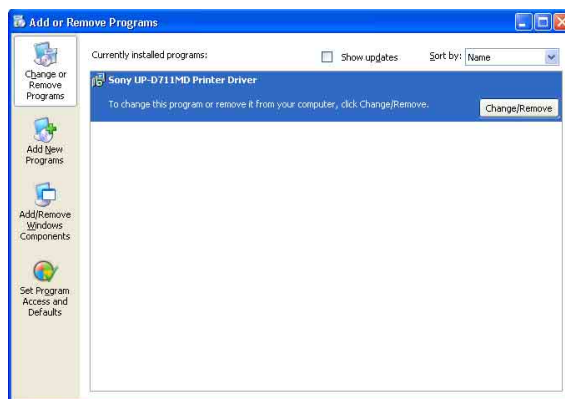 Add or Remove Programs
Currently installed programs:
Show updates
Sort by:
Name
Change or
Remove
Programs
Sony UP-D711MD Printer Driver
To change this program or remove it from your computer, click Change/Remove.
Change/Remove
Add New
Programs
Add/Remove
Windows
Components
Set Program
Access and
Defaults